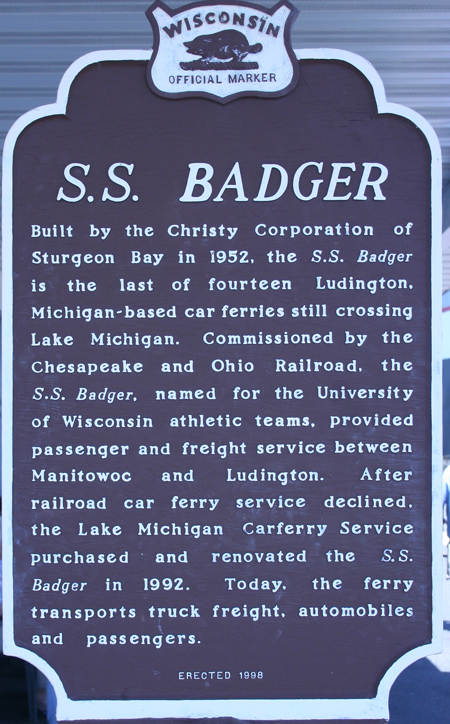 WISCONSIN
OFFICIAL MARKER
S.S. BADGER
Built by the Christy Corporation of
Sturgeon Bay in 1952, the S.S. Badger
is the last of fourteen Ludington,
Michigan-based car ferries still crossing
Lake Michigan. Commissioned by the
Chesapeake and Ohio Railroad, the
S.S. Badger, named for the University
of Wisconsin athletic teams, provided
passenger and freight service between
Manitowoc and Ludington. After
railroad car ferry service declined,
the Lake Michigan Carferry Service
purchased and renovated the S.S.
Badger in 1992. Today, the ferry
transports truck freight, automobiles
and passengers.
ERECTED 1998